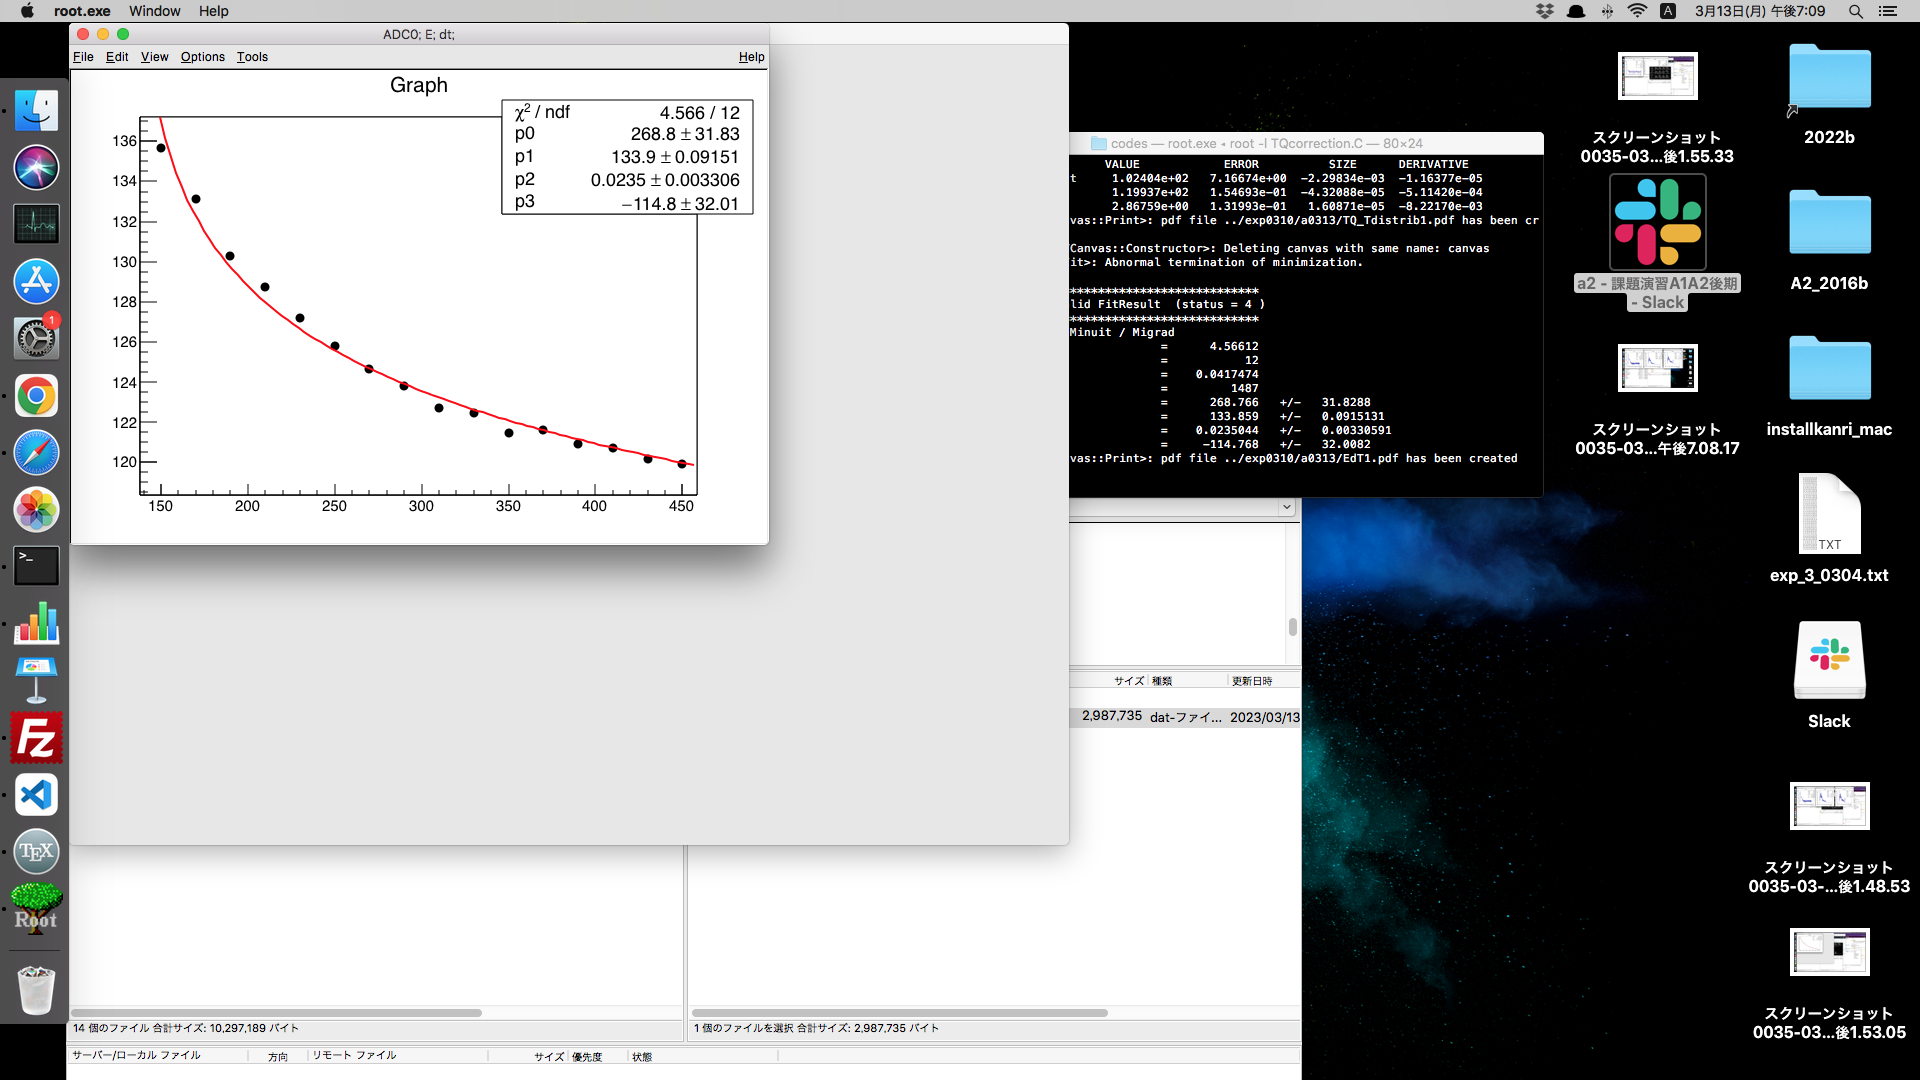 root.exe Window Help
A 3月13日(月) 午後7:09
ADC0; E; dt;
File Edit View Options Tools Help
Graph
χ2 / ndf 4.566 / 12
p0 268.8 ± 31.83
p1 133.9 ± 0.09151
p2 0.0235 ± 0.003306
p3 −114.8 ± 32.01
136
134
132
130
128
126
124
122
120
150 200 250 300 350 400 450
codes — root.exe ◂ root -l TQcorrection.C — 80×24
VALUE ERROR SIZE DERIVATIVE
t 1.02404e+02 7.16674e+00 -2.29834e-03 -1.16377e-05
1.19937e+02 1.54693e-01 -4.32088e-05 -5.11420e-04
2.86759e+00 1.31993e-01 1.60871e-05 -8.22170e-03
vas::Print>: pdf file ../exp0310/a0313/TQ_Tdistrib1.pdf has been cr
Canvas::Constructor>: Deleting canvas with same name: canvas
it>: Abnormal termination of minimization.
***************************
lid FitResult (status = 4 )
***************************
Minuit / Migrad
= 4.56612
= 12
= 0.0417474
= 1487
= 268.766 +/- 31.8288
= 133.859 +/- 0.0915131
= 0.0235044 +/- 0.00330591
= -114.768 +/- 32.0082
vas::Print>: pdf file ../exp0310/a0313/EdT1.pdf has been created
サイズ 種類 更新日時
2,987,735 dat-ファイ... 2023/03/13
14 個のファイル 合計サイズ: 10,297,189 バイト
1 個のファイルを選択 合計サイズ: 2,987,735 バイト
サーバー/ローカル ファイル 方向 リモート ファイル サイズ 優先度 状態
スクリーンショット
0035-03...後1.55.33
a2 - 課題演習A1A2後期
- Slack
スクリーンショット
0035-03...午後7.08.17
2022b
A2_2016b
installkanri_mac
TXT
exp_3_0304.txt
Slack
スクリーンショット
0035-03-...後1.48.53
スクリーンショット
0035-03...後1.53.05
1
>_
Fz
TEX
Root